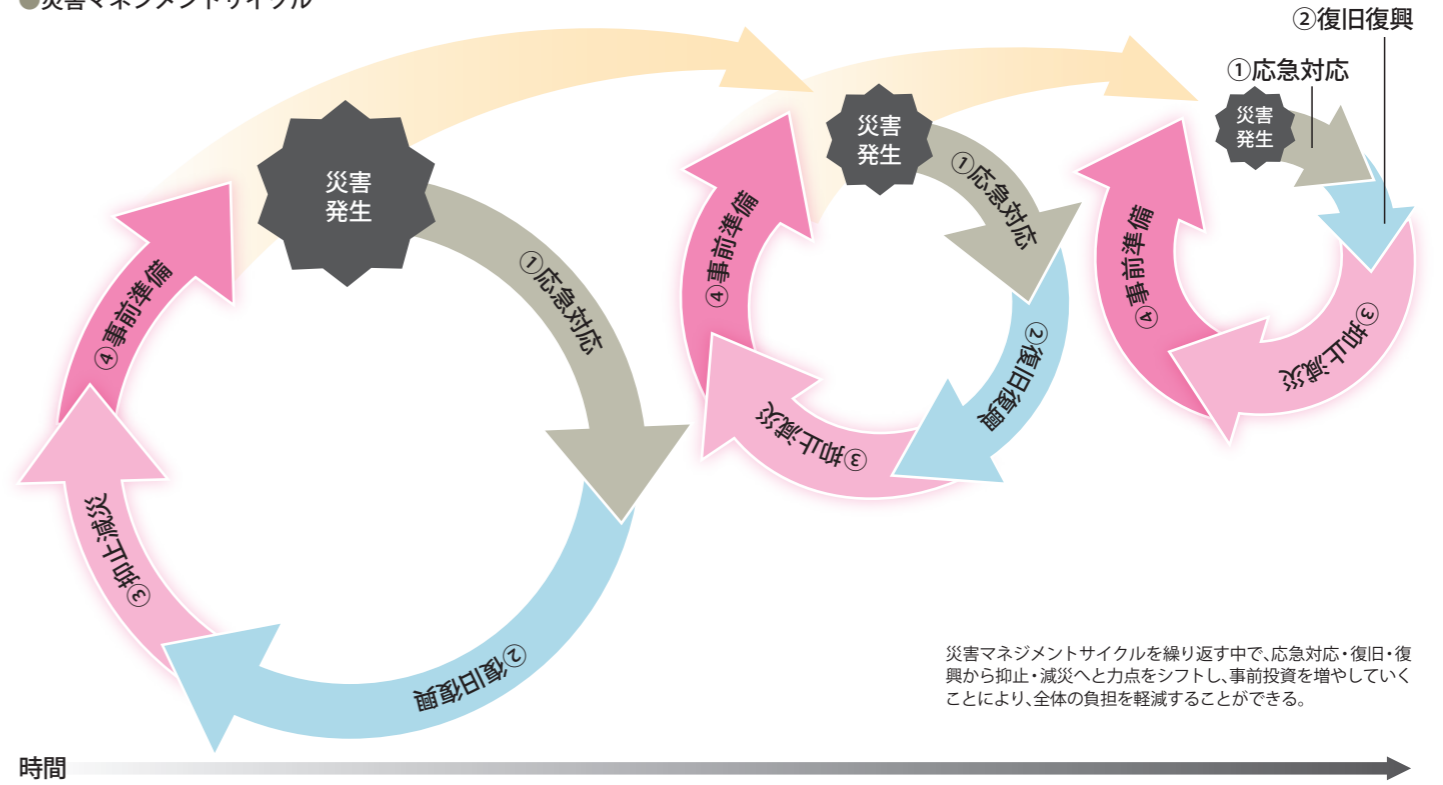 ●災害マネジメントサイクル
災害
発生
①応急対応
②復旧復興
③抑止減災
④事前準備
災害
発生
①応急対応
②復旧復興
③抑止減災
④事前準備
災害
発生
①応急対応
②復旧復興
③抑止減災
④事前準備
災害マネジメントサイクルを繰り返す中で、応急対応・復旧・復
興から抑止・減災へと力点をシフトし、事前投資を増やしていく
ことにより、全体の負担を軽減することができる。
時間